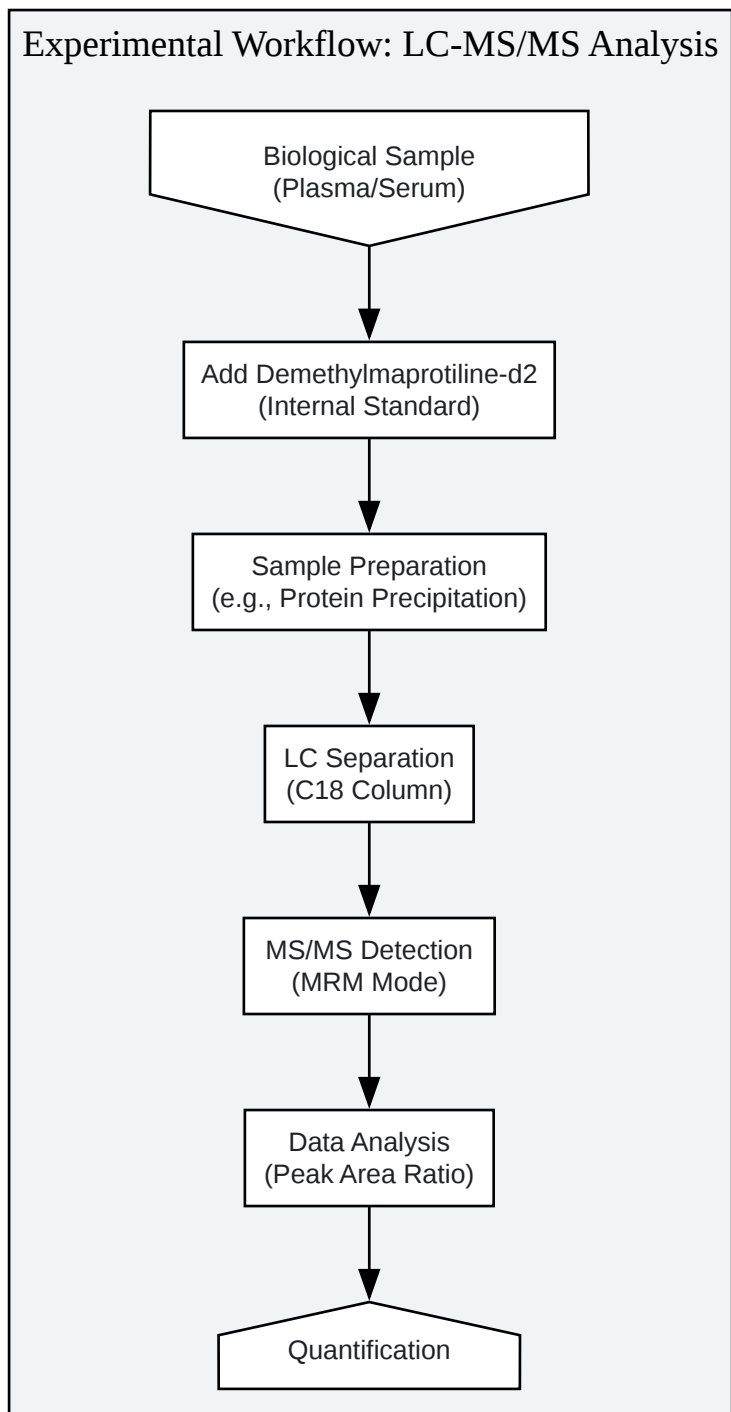 Experimental Workflow: LC-MS/MS Analysis
Biological Sample
(Plasma/Serum)
Add Demethylmaprotiline-d2
(Internal Standard)
Sample Preparation
(e.g., Protein Precipitation)
LC Separation
(C18 Column)
MS/MS Detection
(MRM Mode)
Data Analysis
(Peak Area Ratio)
Quantification